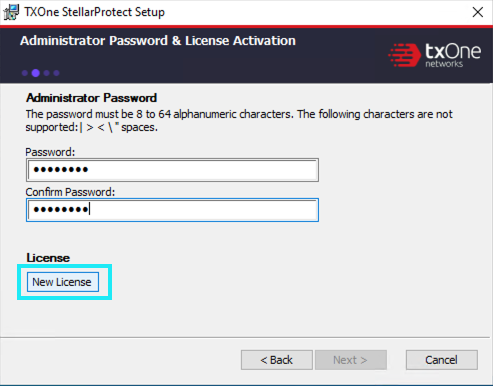 TXOne StellarProtect Setup
Administrator Password & License Activation
txOne
networks
Administrator Password
The password must be 8 to 64 alphanumeric characters. The following characters are not
supported:| > < \ " spaces.
Password:
••••••••
Confirm Password:
••••••••
License
New License
< Back
Next >
Cancel